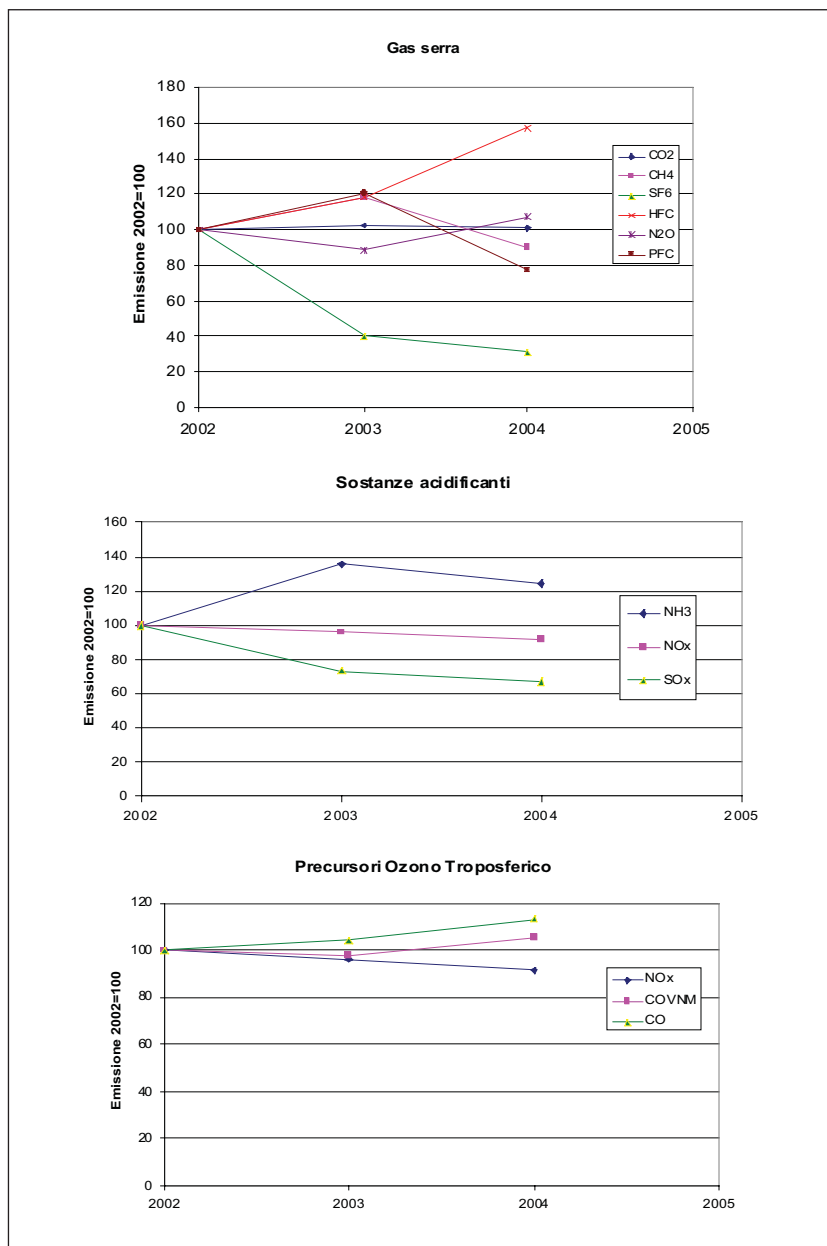 Gas serra
Emissione 2002=100
180
160
140
120
100
80
60
40
20
0
2002 2003 2004 2005
CO2
CH4
SF6
HFC
N2O
PFC
Sostanze acidificanti
Emissione 2002=100
160
140
120
100
80
60
40
20
0
2002 2003 2004 2005
NH3
NOx
SOx
Precursori Ozono Troposferico
Emissione 2002=100
120
100
80
60
40
20
0
2002 2003 2004 2005
NOx
COVNM
CO